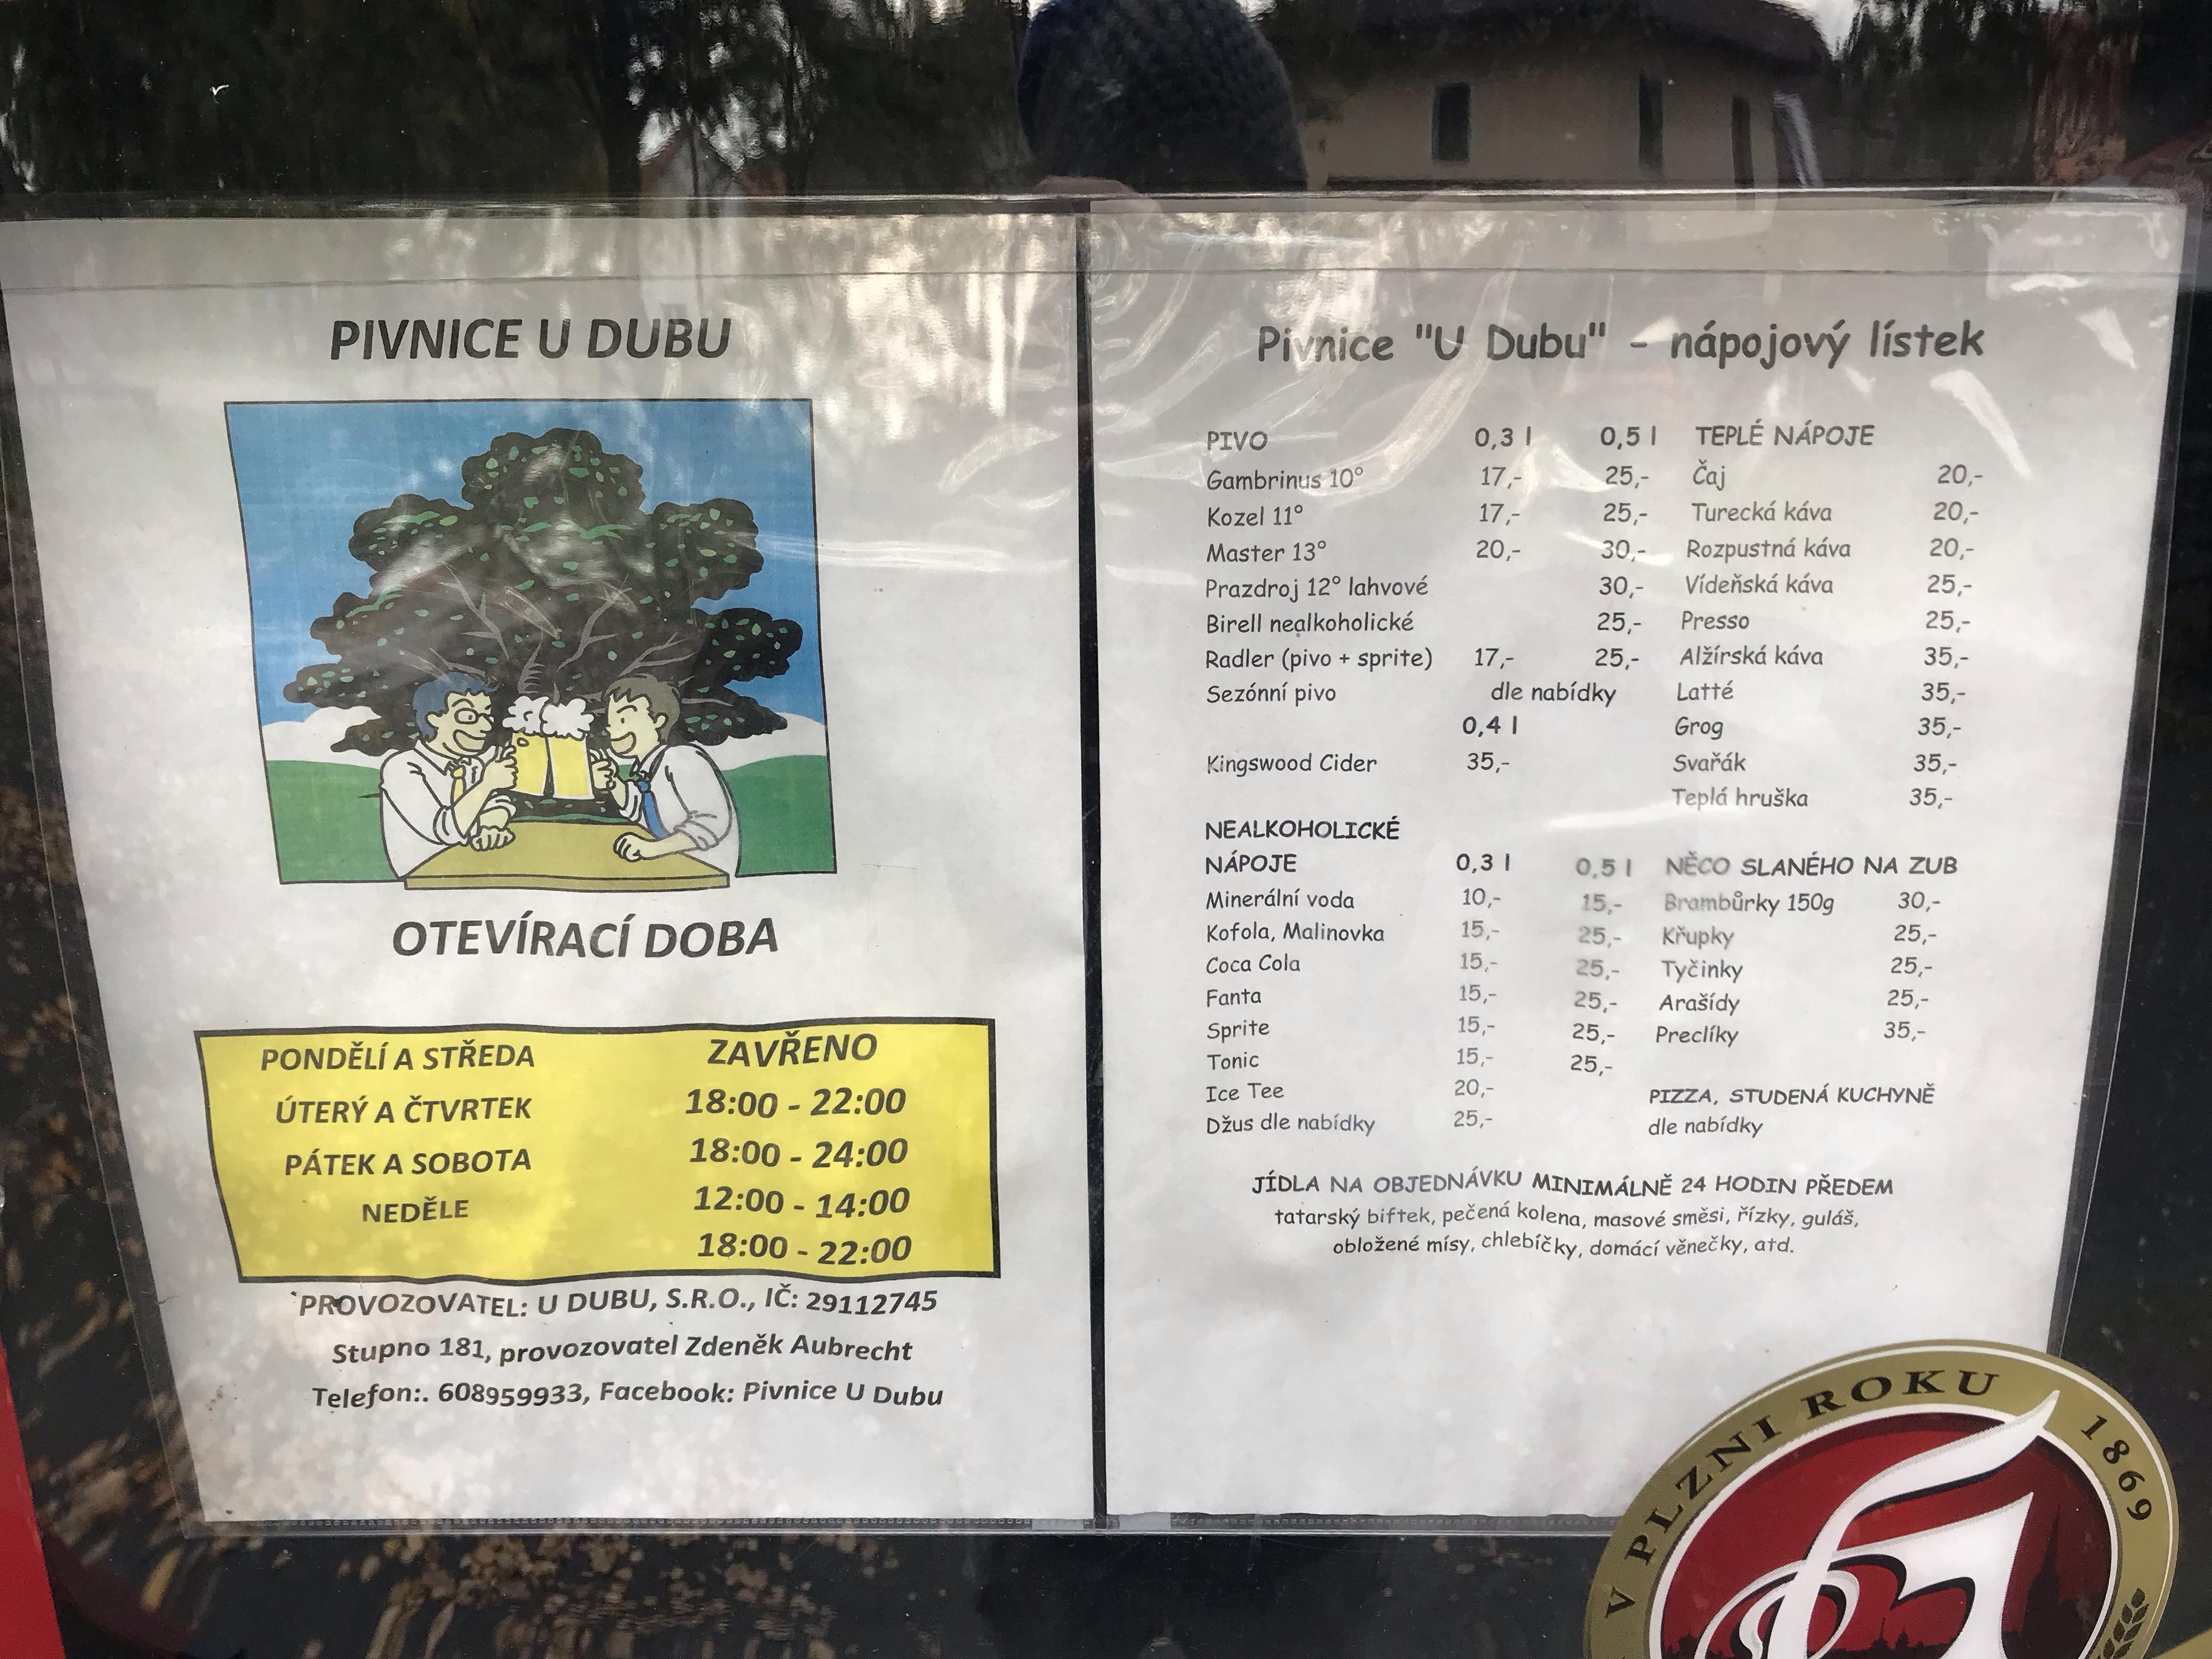 PIVNICE U DUBU
OTEVÍRACÍ DOBA
PONDĚLÍ A STŘEDA ZAVŘENO
ÚTERÝ A ČTVRTEK 18:00 - 22:00
PÁTEK A SOBOTA 18:00 - 24:00
NEDĚLE 12:00 - 14:00
18:00 - 22:00
PROVOZOVATEL: U DUBU, S.R.O., IČ: 29112745
Stupno 181, provozovatel Zdeněk Aubrecht
Telefon:. 608959933, Facebook: Pivnice U Dubu
Pivnice "U Dubu" - nápojový lístek
PIVO 0,3 l 0,5 l
Gambrinus 10° 17,- 25,-
Kozel 11° 17,- 25,-
Master 13° 20,- 30,-
Prazdroj 12° lahvové 30,-
Birell nealkoholické 25,-
Radler (pivo + sprite) 17,- 25,-
Sezónní pivo dle nabídky
0,4 l
Kingswood Cider 35,-
NEALKOHOLICKÉ
NÁPOJE 0,3 l 0,5 l
Minerální voda 10,- 15,-
Kofola, Malinovka 15,- 25,-
Coca Cola 15,- 25,-
Fanta 15,- 25,-
Sprite 15,- 25,-
Tonic 15,- 25,-
Ice Tee 20,-
Džus dle nabídky 25,-
TEPLÉ NÁPOJE
Čaj 20,-
Turecká káva 20,-
Rozpustná káva 20,-
Vídeňská káva 25,-
Presso 25,-
Alžírská káva 35,-
Latté 35,-
Grog 35,-
Svařák 35,-
Teplá hruška 35,-
NĚCO SLANÉHO NA ZUB
Brambůrky 150g 30,-
Křupky 25,-
Tyčinky 25,-
Arašídy 25,-
Preclíky 35,-
PIZZA, STUDENÁ KUCHYNĚ
dle nabídky
JÍDLA NA OBJEDNÁVKU MINIMÁLNĚ 24 HODIN PŘEDEM
tatarský biftek, pečená kolena, masové směsi, řízky, guláš,
obložené mísy, chlebíčky, domácí věnečky, atd.
V PLZNI ROKU 1869